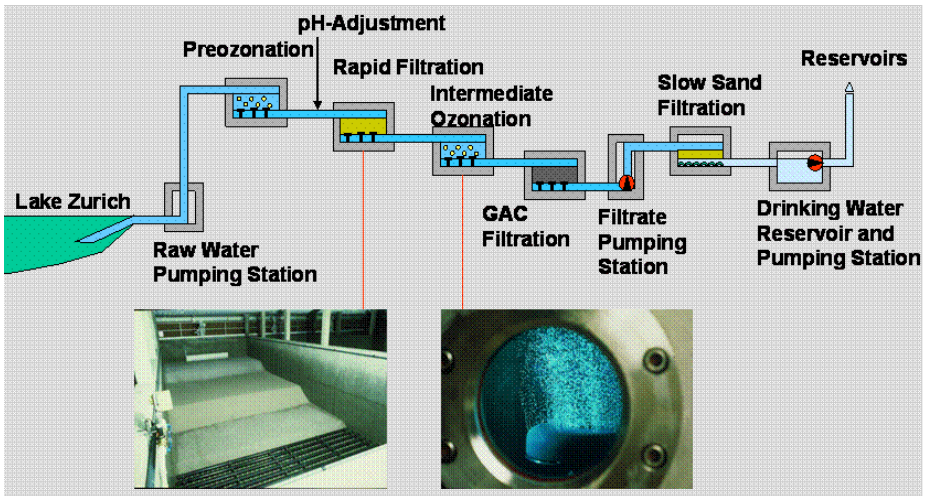 pH-Adjustment
Preozonation
Rapid Filtration
Intermediate
Ozonation
Slow Sand
Filtration
Reservoirs
Lake Zurich
Raw Water
Pumping Station
GAC
Filtration
Filtrate
Pumping
Station
Drinking Water
Reservoir and
Pumping Station